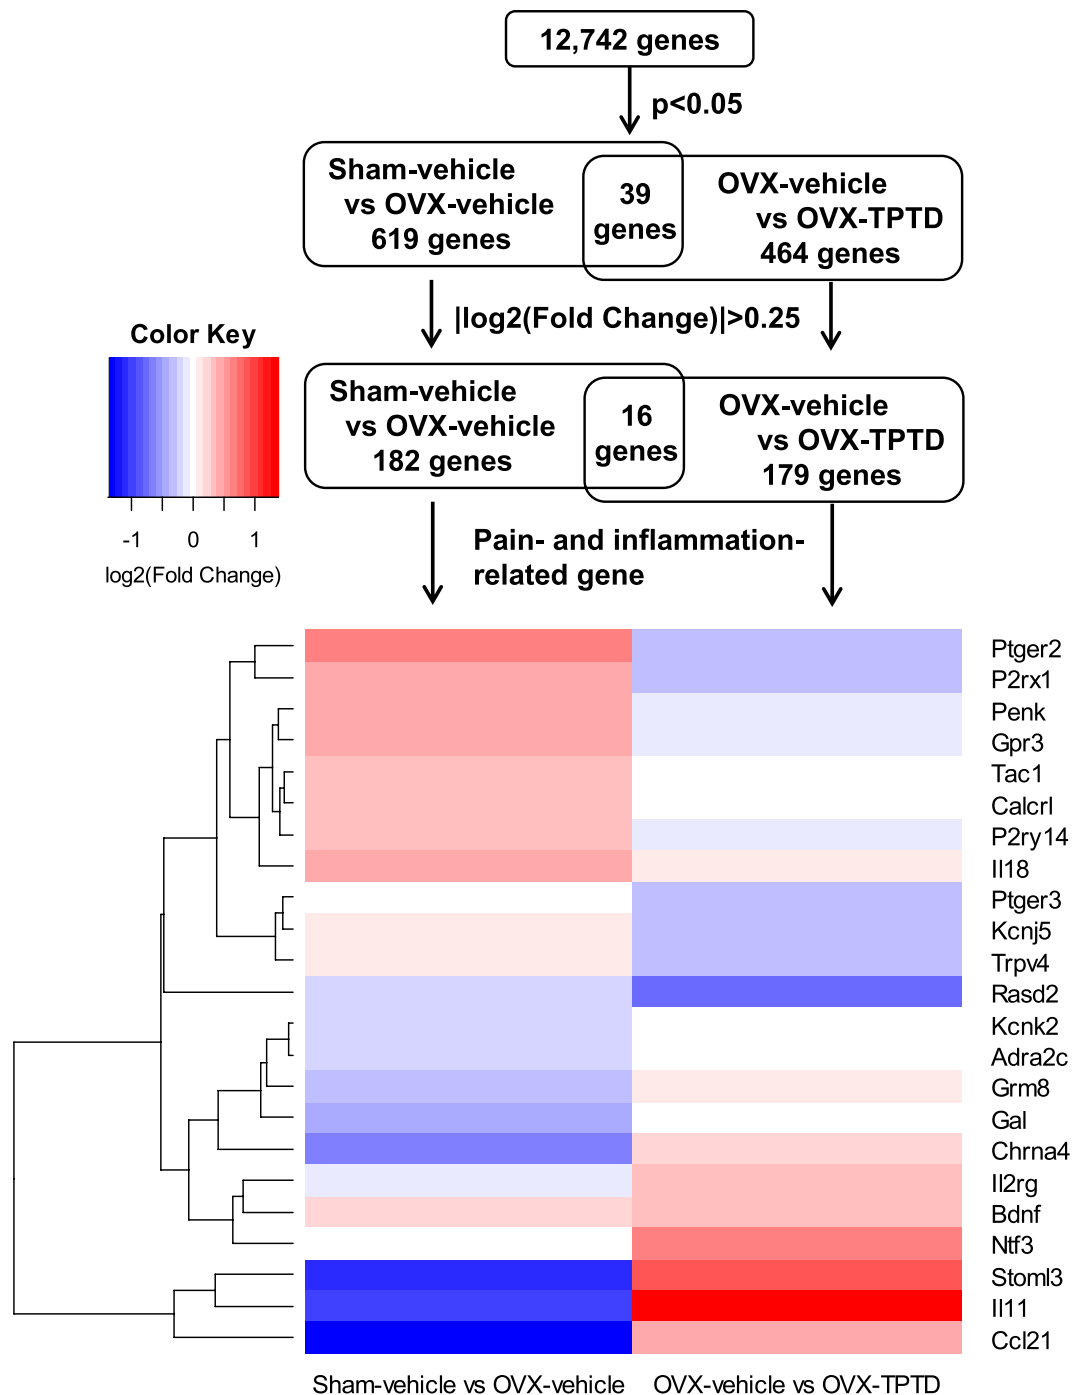 12,742 genes
p<0.05
Sham-vehicle
vs OVX-vehicle
619 genes
39
genes
OVX-vehicle
vs OVX-TPTD
464 genes
|log2(Fold Change)|>0.25
Color Key
-1 0 1
log2(Fold Change)
Sham-vehicle
vs OVX-vehicle
182 genes
16
genes
OVX-vehicle
vs OVX-TPTD
179 genes
Pain- and inflammation-
related gene
Ptger2
P2rx1
Penk
Gpr3
Tac1
Calcrl
P2ry14
Il18
Ptger3
Kcnj5
Trpv4
Rasd2
Kcnk2
Adra2c
Grm8
Gal
Chrna4
Il2rg
Bdnf
Ntf3
Stoml3
Il11
Ccl21
Sham-vehicle vs OVX-vehicle OVX-vehicle vs OVX-TPTD